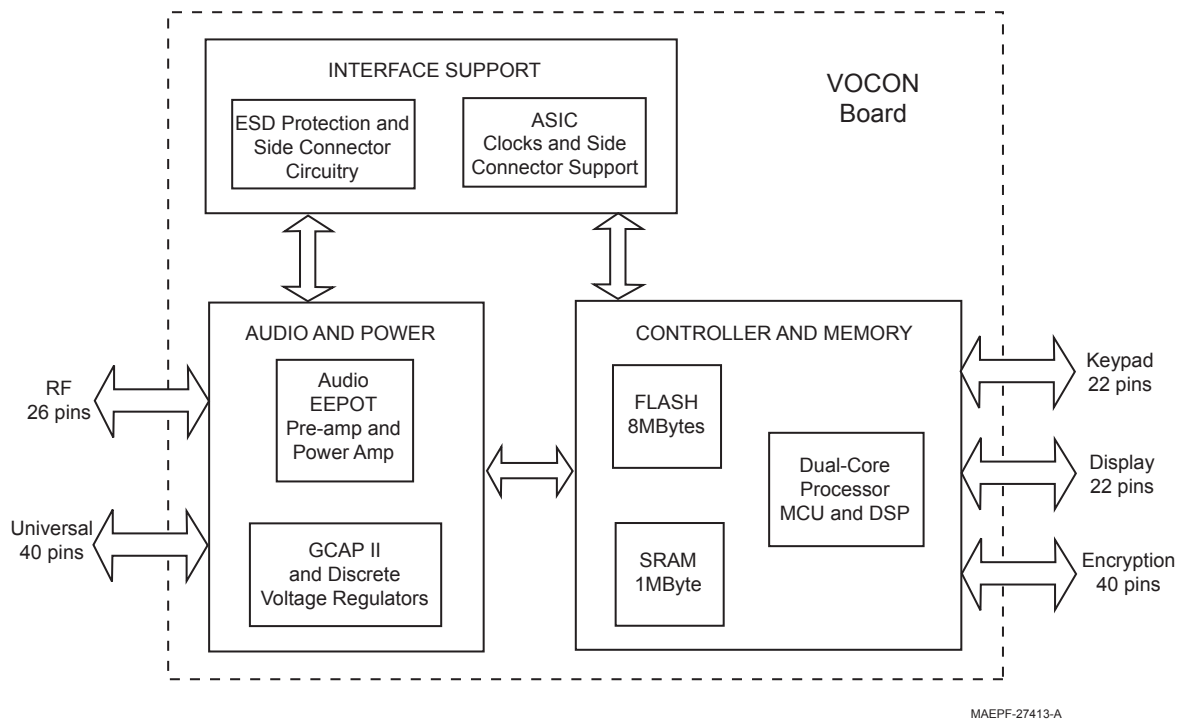 INTERFACE SUPPORT
ESD Protection and
Side Connector
Circuitry
ASIC
Clocks and Side
Connector Support
VOCON
Board
AUDIO AND POWER
Audio
EEPOT
Pre-amp and
Power Amp
GCAP II
and Discrete
Voltage Regulators
CONTROLLER AND MEMORY
FLASH
8MBytes
SRAM
1MByte
Dual-Core
Processor
MCU and DSP
RF
26 pins
Universal
40 pins
Keypad
22 pins
Display
22 pins
Encryption
40 pins
MAEPF-27413-A